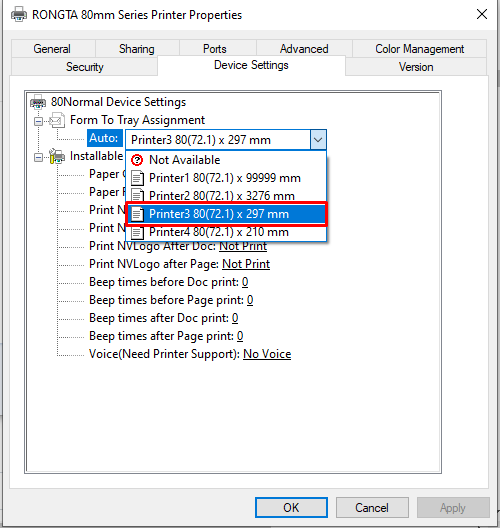 RONGTA 80mm Series Printer Properties
General Sharing Ports Advanced Color Management
Security Device Settings Version
80Normal Device Settings
Form To Tray Assignment
Auto: Printer3 80(72.1) x 297 mm
Installable
Not Available
Paper
Printer1 80(72.1) x 99999 mm
Paper
Printer2 80(72.1) x 3276 mm
Print
Printer3 80(72.1) x 297 mm
Print
Printer4 80(72.1) x 210 mm
Print NVLogo After Doc: Not Print
Print NVLogo after Page: Not Print
Beep times before Doc print: 0
Beep times before Page print: 0
Beep times after Doc print: 0
Beep times after Page print: 0
Voice(Need Printer Support): No Voice
OK Cancel Apply